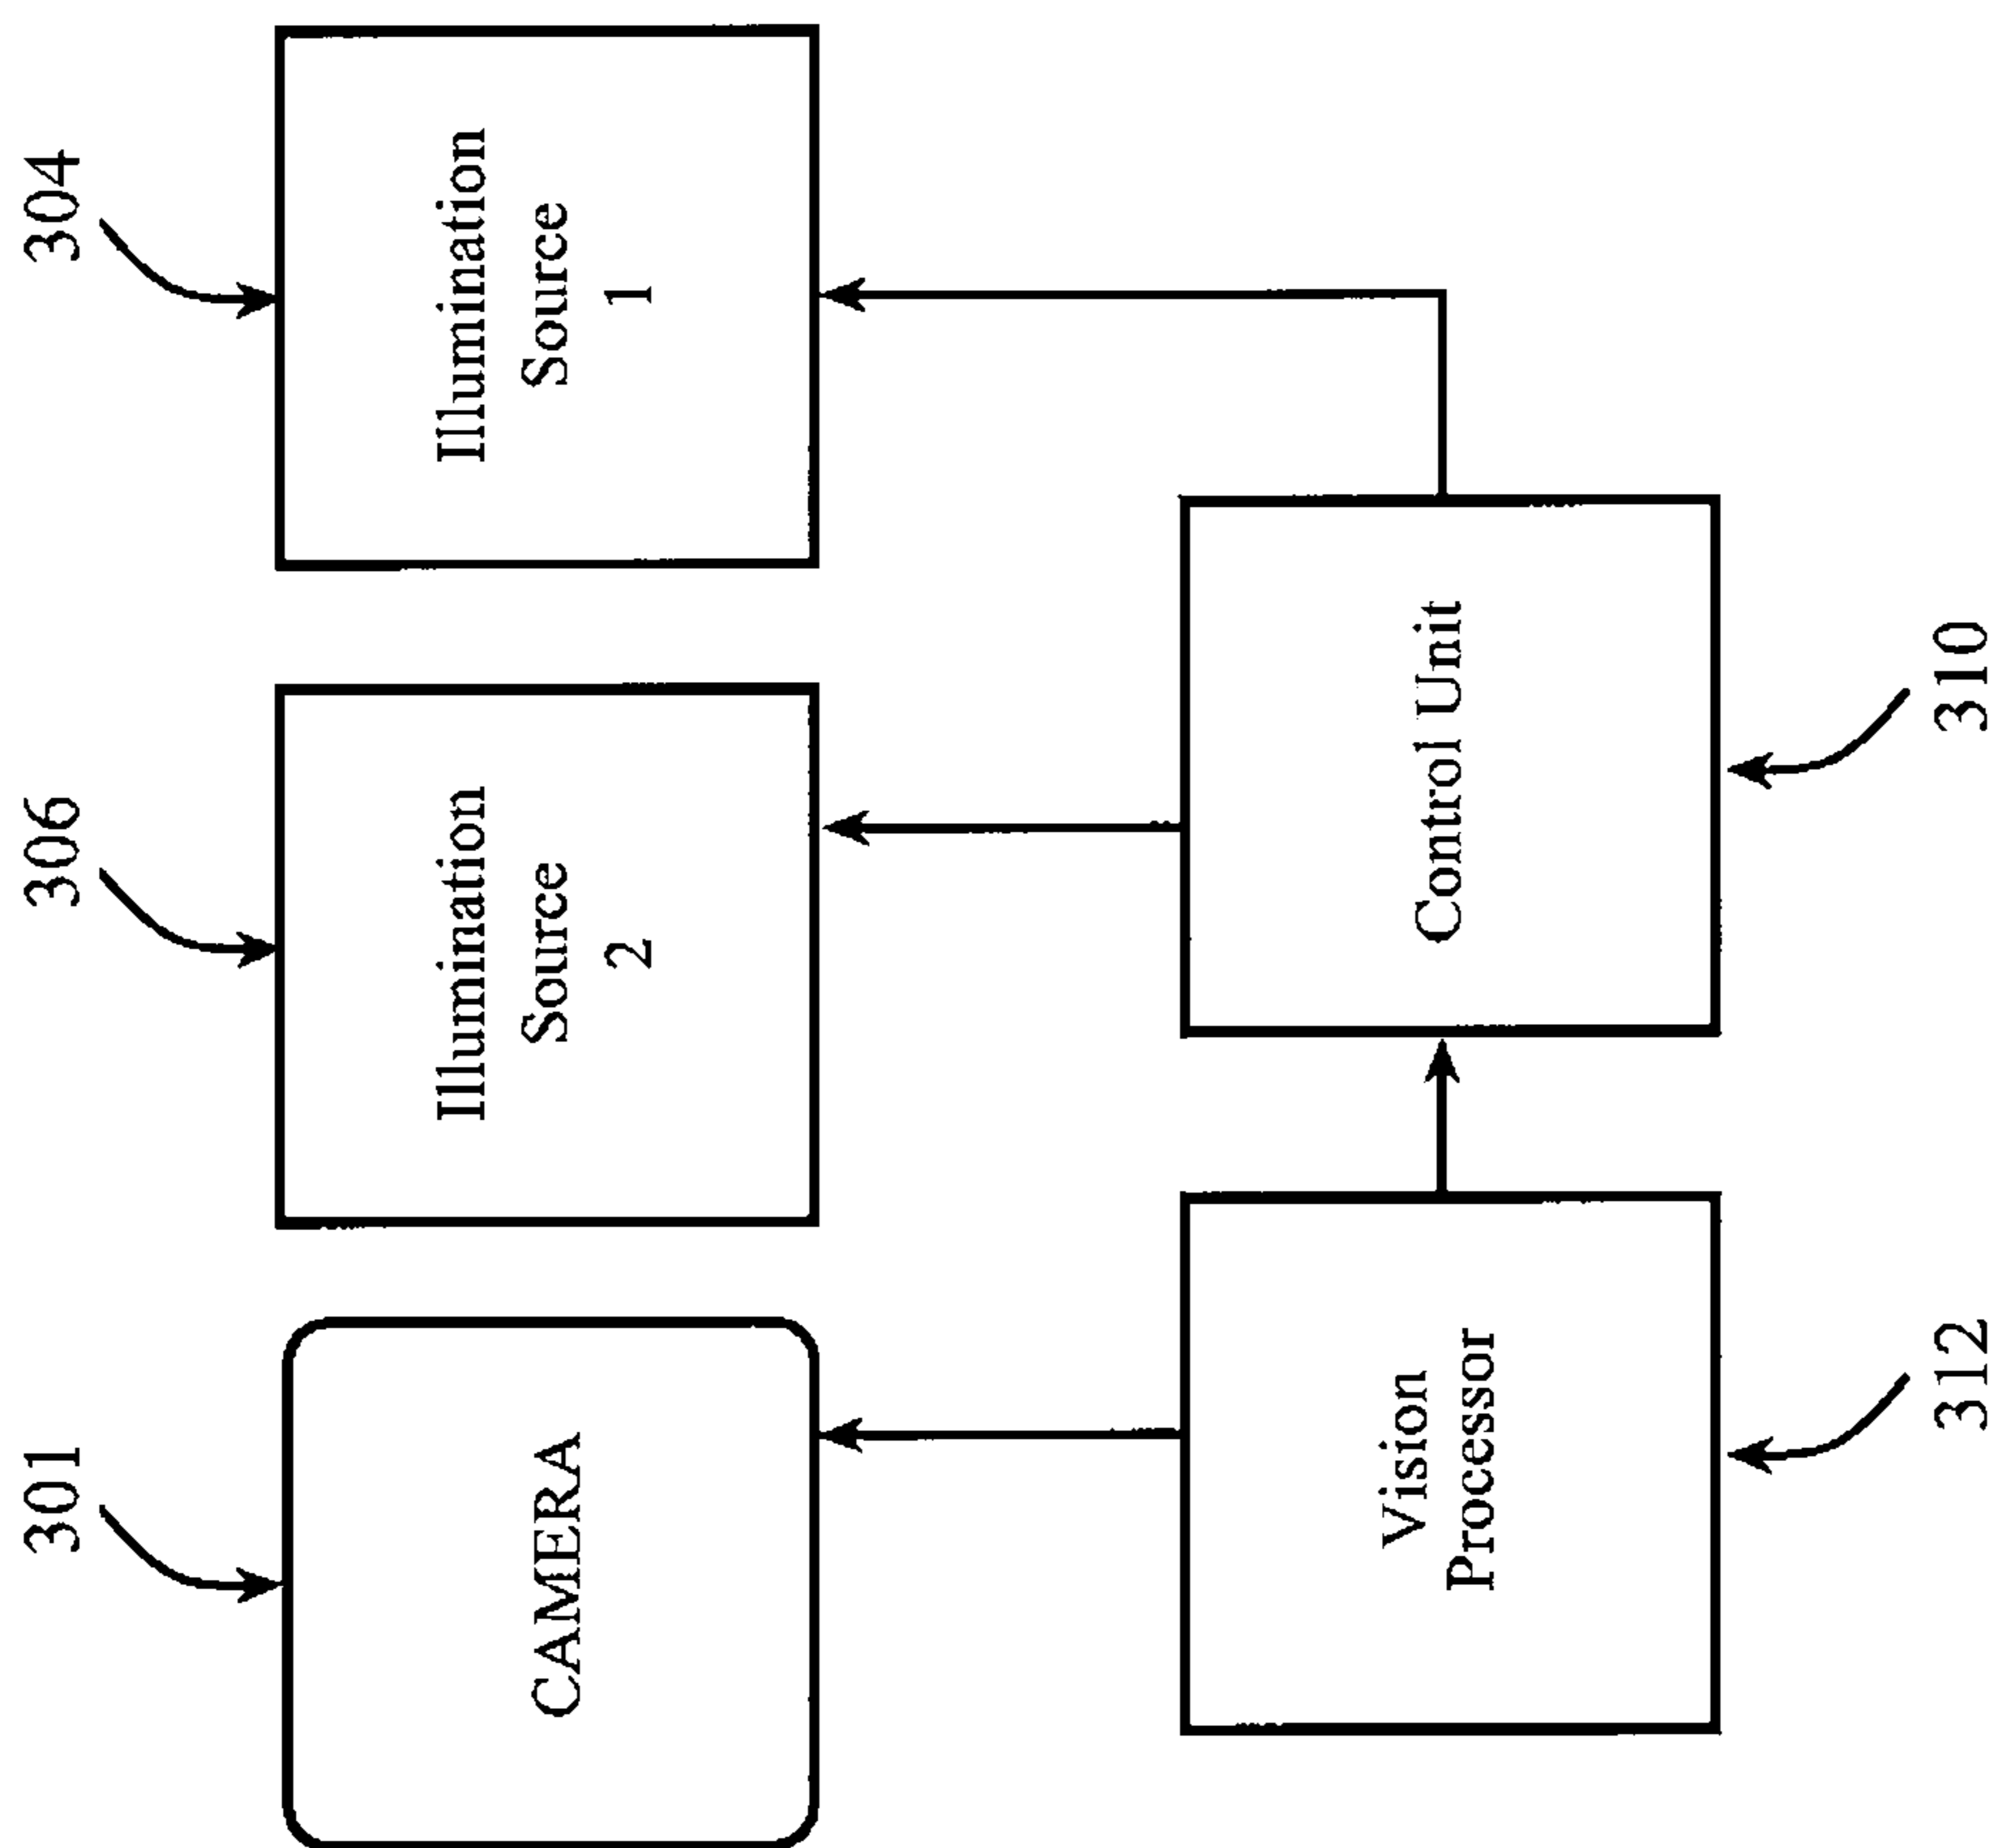 301
306
304
CAMERA
Illumination
Source
2
Illumination
Source
1
Vision
Processor
Control Unit
312
310